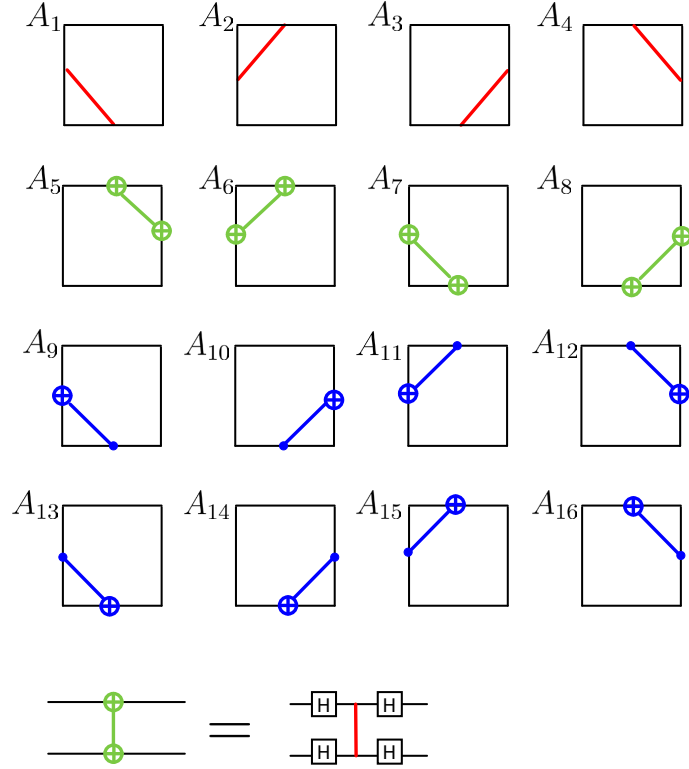 A₁ A₂ A₃ A₄
A₅ A₆ A₇ A₈
A₉ A₁₀ A₁₁ A₁₂
A₁₃ A₁₄ A₁₅ A₁₆
= H H
H H